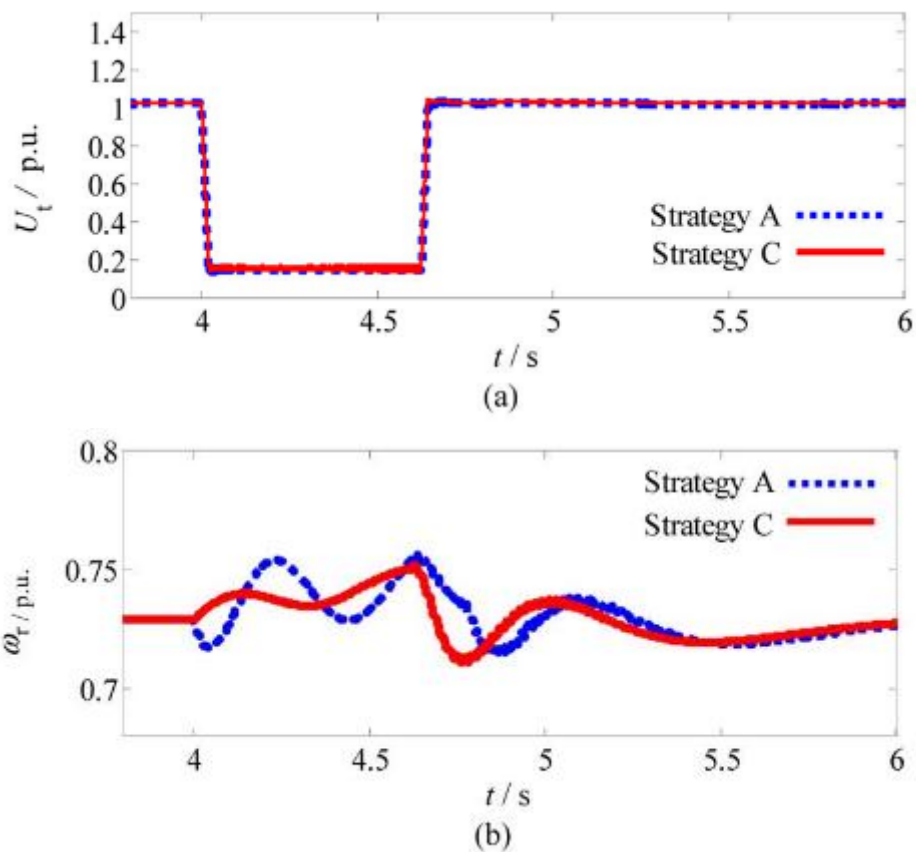 1.4
1.2
1
0.8
0.6
0.4
0.2
0
U_t / p.u.
Strategy A
Strategy C
4 4.5 5 5.5 6
t / s
(a)
0.8
0.75
0.7
ω_r / p.u.
Strategy A
Strategy C
4 4.5 5 5.5 6
t / s
(b)